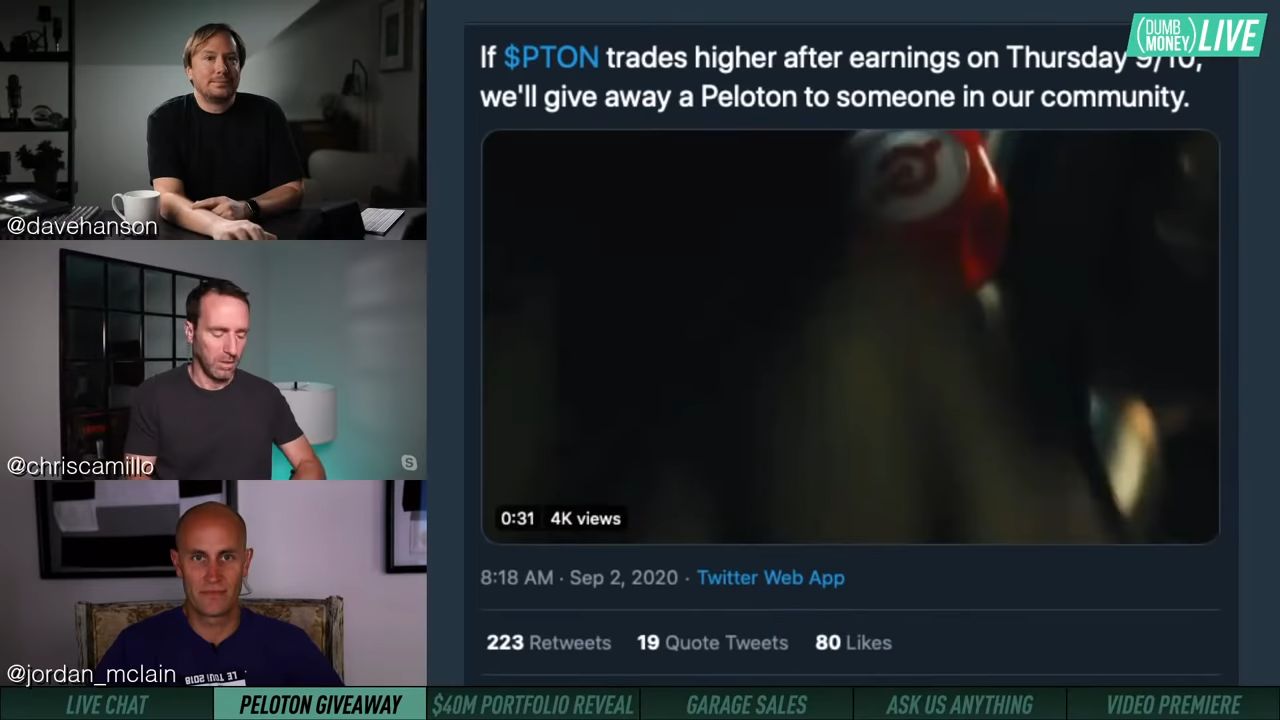 @davehanson
@chriscamillo
@jordan_mclain
LE TUJI 2018
(DUMB MONEY) LIVE
If $PTON trades higher after earnings on Thursday 9/10,
we'll give away a Peloton to someone in our community.
0:31 4K views
8:18 AM · Sep 2, 2020 · Twitter Web App
223 Retweets 19 Quote Tweets 80 Likes
LIVE CHAT
PELOTON GIVEAWAY
$40M PORTFOLIO REVEAL
GARAGE SALES
ASK US ANYTHING
VIDEO PREMIERE